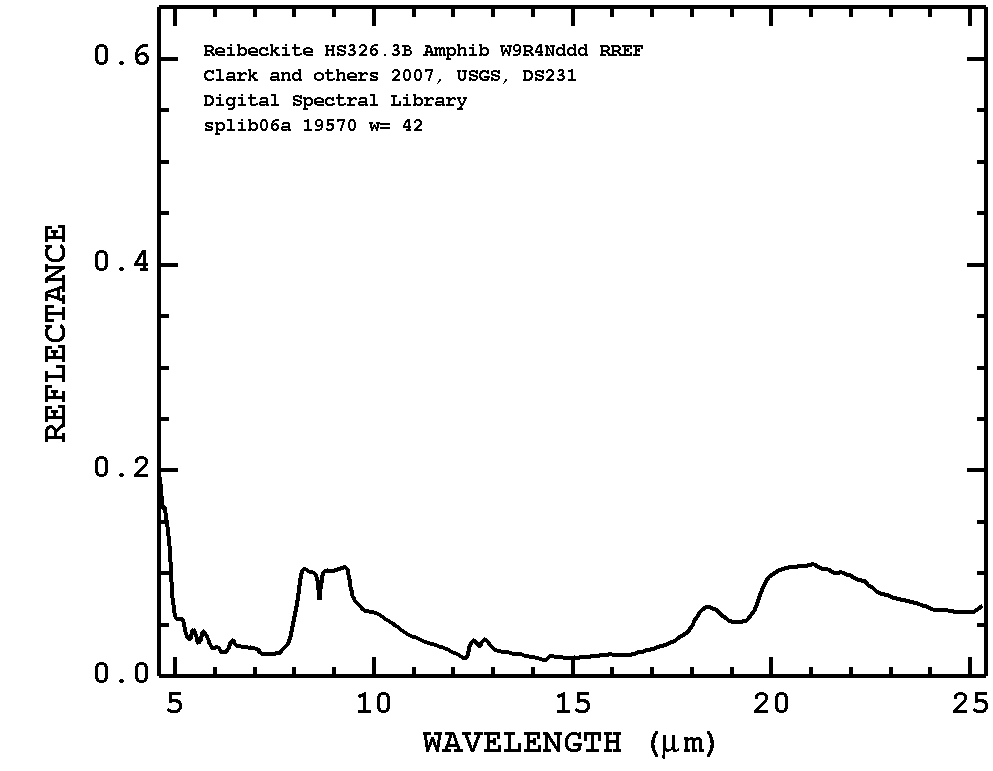 Reibeckite HS326.3B Amphib W9R4Nddd RREF
Clark and others 2007, USGS, DS231
Digital Spectral Library
splib06a 19570 w= 42
REFLECTANCE
0.6
0.4
0.2
0.0
5 10 15 20 25
WAVELENGTH (μm)